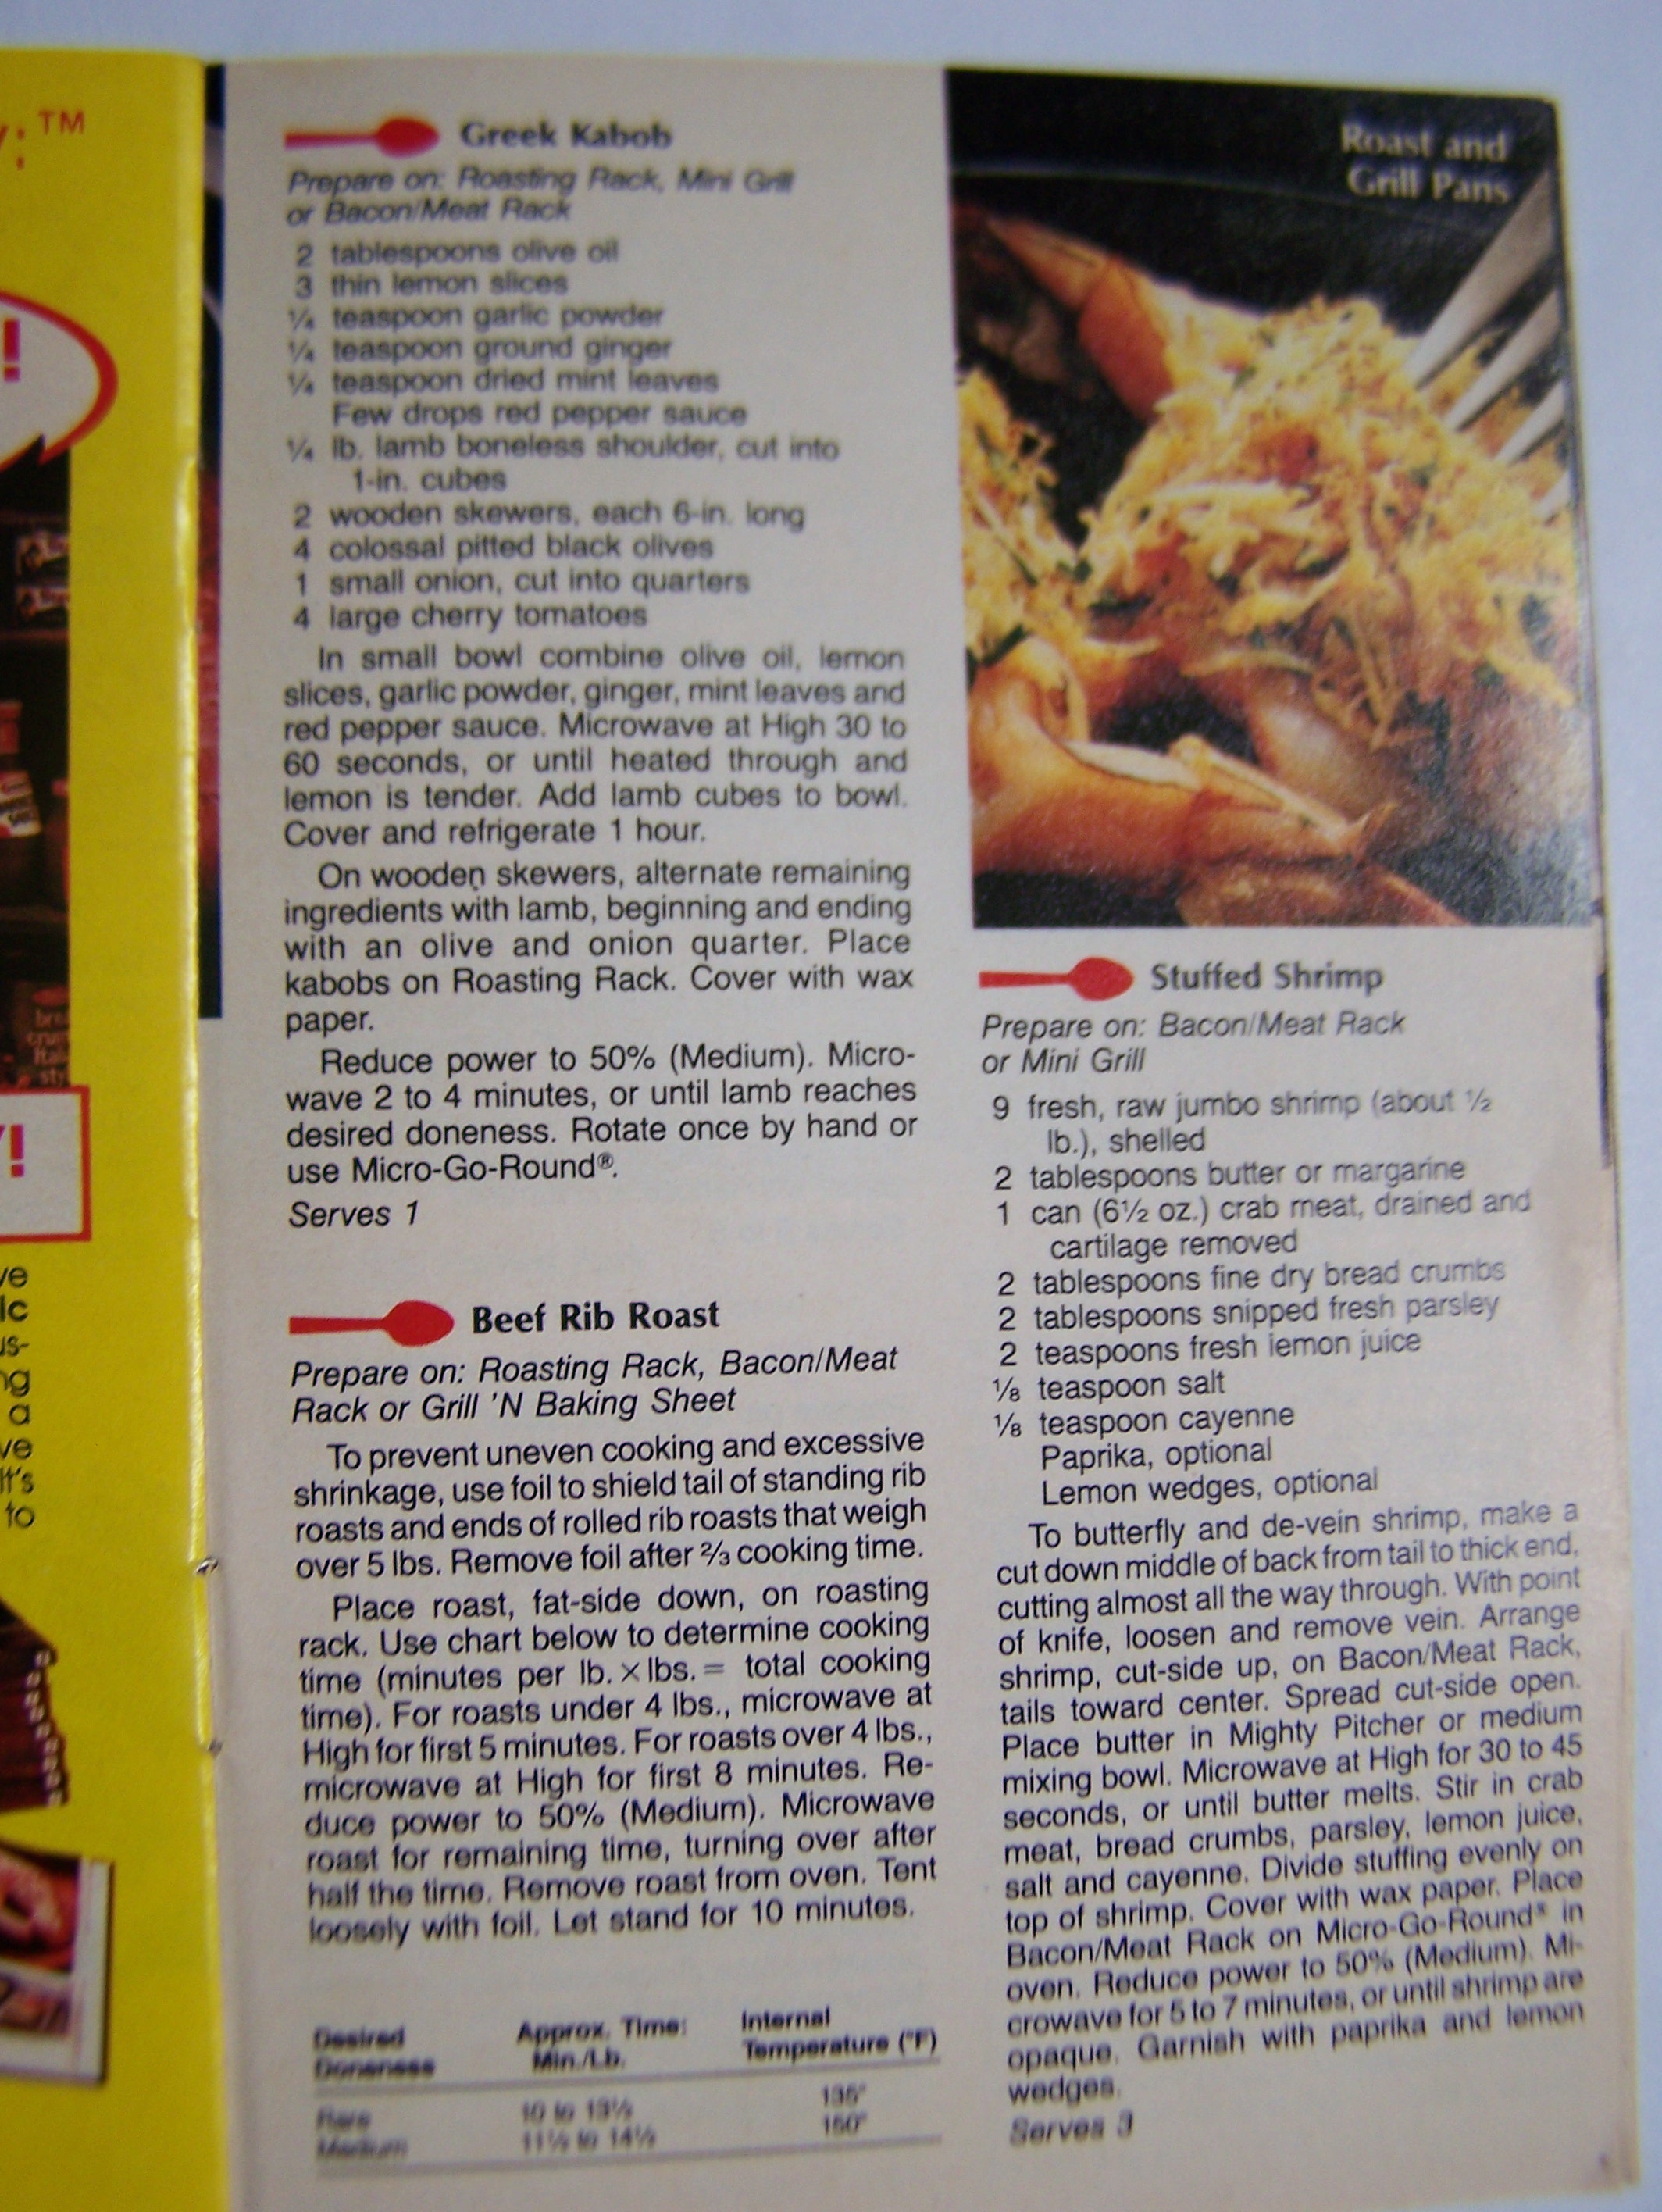 TM
!
!
ve
us-
ng
a
ve
It's
to
Greek Kabob
Prepare on: Roasting Rack, Mini Grill
or Bacon/Meat Rack
2 tablespoons olive oil
3 thin lemon slices
¼ teaspoon garlic powder
¼ teaspoon ground ginger
¼ teaspoon dried mint leaves
Few drops red pepper sauce
¼ lb. lamb boneless shoulder, cut into
1-in. cubes
2 wooden skewers, each 6-in. long
4 colossal pitted black olives
1 small onion, cut into quarters
4 large cherry tomatoes
In small bowl combine olive oil, lemon
slices, garlic powder, ginger, mint leaves and
red pepper sauce. Microwave at High 30 to
60 seconds, or until heated through and
lemon is tender. Add lamb cubes to bowl.
Cover and refrigerate 1 hour.
On wooden skewers, alternate remaining
ingredients with lamb, beginning and ending
with an olive and onion quarter. Place
kabobs on Roasting Rack. Cover with wax
paper.
Reduce power to 50% (Medium). Micro-
wave 2 to 4 minutes, or until lamb reaches
desired doneness. Rotate once by hand or
use Micro-Go-Round®.
Serves 1
Beef Rib Roast
Prepare on: Roasting Rack, Bacon/Meat
Rack or Grill 'N Baking Sheet
To prevent uneven cooking and excessive
shrinkage, use foil to shield tail of standing rib
roasts and ends of rolled rib roasts that weigh
over 5 lbs. Remove foil after ⅔ cooking time.
Place roast, fat-side down, on roasting
rack. Use chart below to determine cooking
time (minutes per lb. × lbs. = total cooking
time). For roasts under 4 lbs., microwave at
High for first 5 minutes. For roasts over 4 lbs.,
microwave at High for first 8 minutes. Re-
duce power to 50% (Medium). Microwave
roast for remaining time, turning over after
half the time. Remove roast from oven. Tent
loosely with foil. Let stand for 10 minutes.
Desired Approx. Time: Internal
Doneness Min./Lb. Temperature (°F)
Rare 10 to 13½ 135°
Medium 11½ to 14½ 150°
Roast and
Grill Pans
Stuffed Shrimp
Prepare on: Bacon/Meat Rack
or Mini Grill
9 fresh, raw jumbo shrimp (about ½
lb.), shelled
2 tablespoons butter or margarine
1 can (6½ oz.) crab meat, drained and
cartilage removed
2 tablespoons fine dry bread crumbs
2 tablespoons snipped fresh parsley
2 teaspoons fresh lemon juice
⅛ teaspoon salt
⅛ teaspoon cayenne
Paprika, optional
Lemon wedges, optional
To butterfly and de-vein shrimp, make a
cut down middle of back from tail to thick end,
cutting almost all the way through. With point
of knife, loosen and remove vein. Arrange
shrimp, cut-side up, on Bacon/Meat Rack,
tails toward center. Spread cut-side open.
Place butter in Mighty Pitcher or medium
mixing bowl. Microwave at High for 30 to 45
seconds, or until butter melts. Stir in crab
meat, bread crumbs, parsley, lemon juice,
salt and cayenne. Divide stuffing evenly on
top of shrimp. Cover with wax paper. Place
Bacon/Meat Rack on Micro-Go-Round® in
oven. Reduce power to 50% (Medium). Mi-
crowave for 5 to 7 minutes, or until shrimp are
opaque. Garnish with paprika and lemon
wedges.
Serves 3